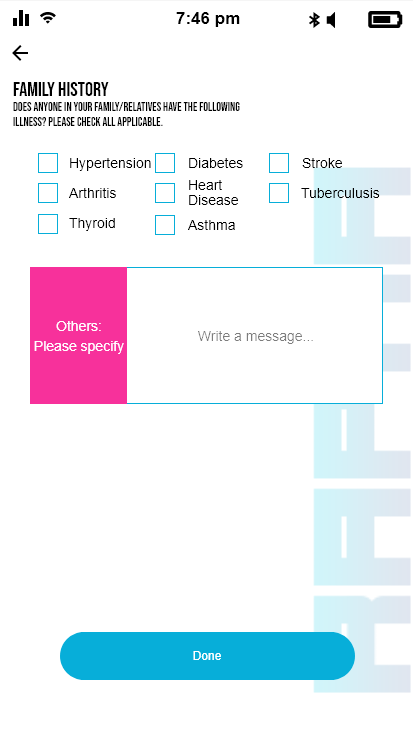 7:46 pm
FAMILY HISTORY
DOES ANYONE IN YOUR FAMILY/RELATIVES HAVE THE FOLLOWING
ILLNESS? PLEASE CHECK ALL APPLICABLE.
Hypertension Diabetes Stroke
Arthritis Heart Disease Tuberculusis
Thyroid Asthma
Others:
Please specify
Write a message...
Done